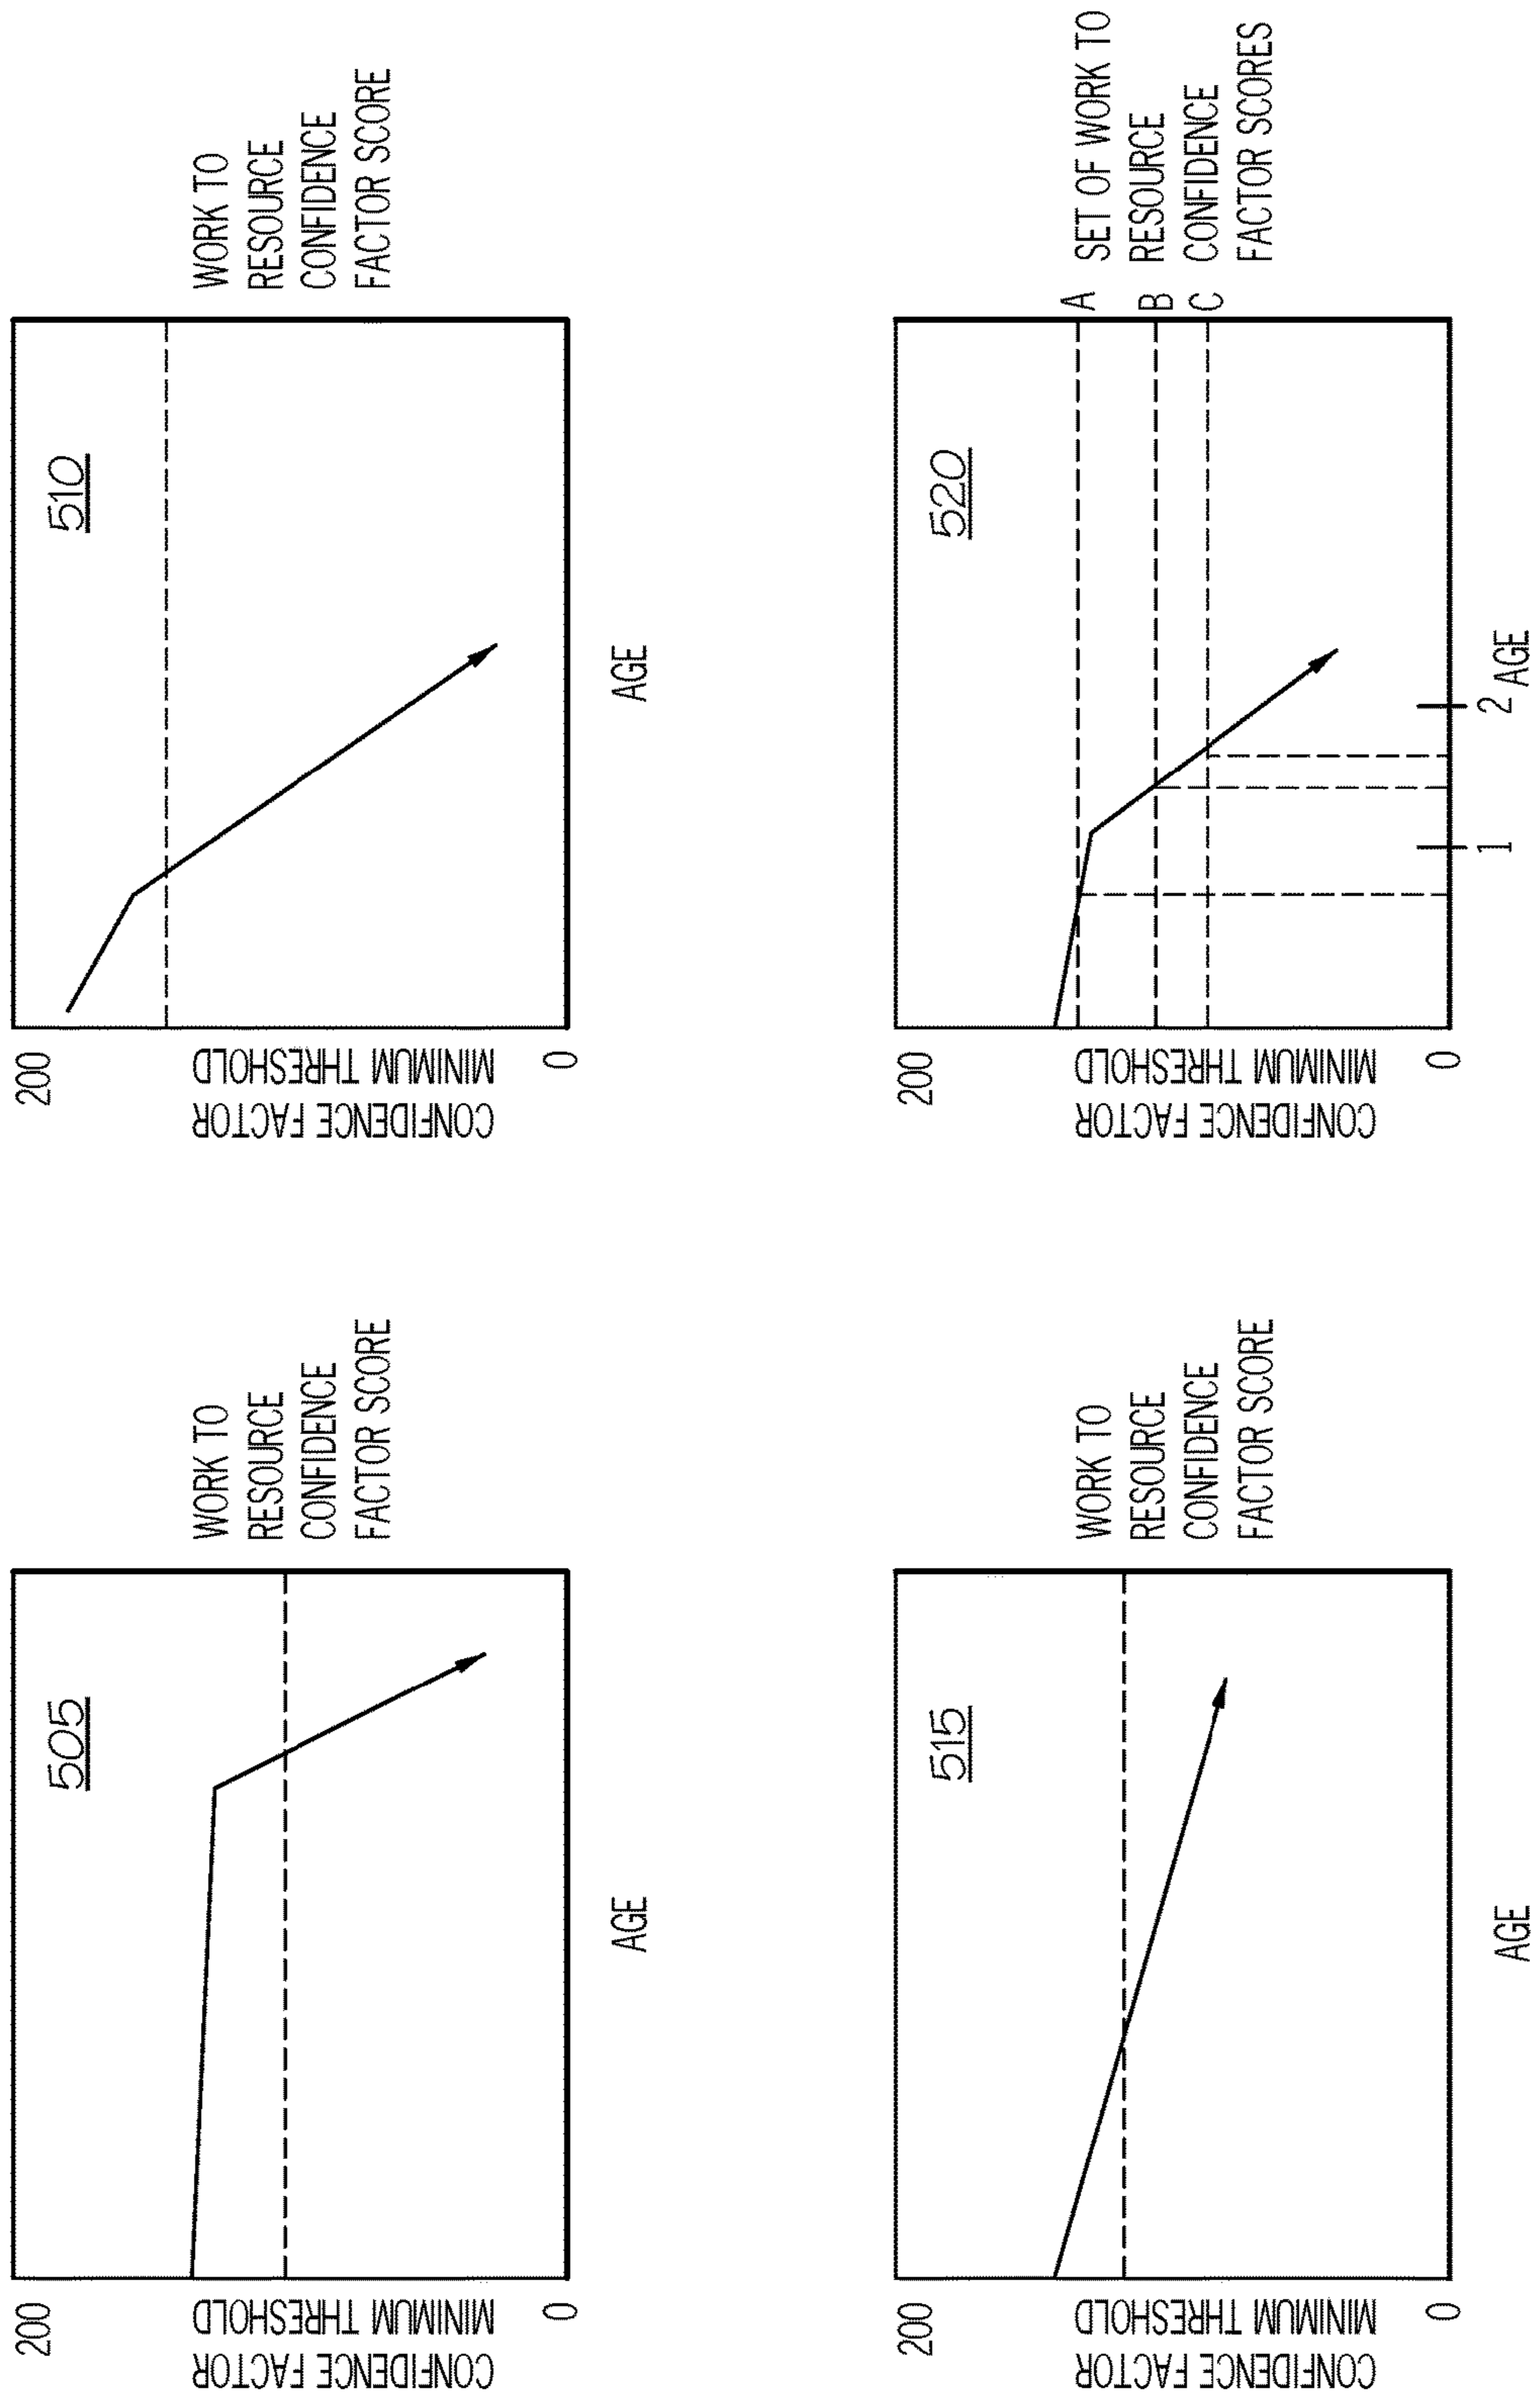 200
CONFIDENCE FACTOR
MINIMUM THRESHOLD
0
505
WORK TO
RESOURCE
CONFIDENCE
FACTOR SCORE
AGE
200
CONFIDENCE FACTOR
MINIMUM THRESHOLD
0
510
WORK TO
RESOURCE
CONFIDENCE
FACTOR SCORE
AGE
200
CONFIDENCE FACTOR
MINIMUM THRESHOLD
0
515
WORK TO
RESOURCE
CONFIDENCE
FACTOR SCORE
AGE
200
CONFIDENCE FACTOR
MINIMUM THRESHOLD
0
520
A
B
C
SET OF WORK TO
RESOURCE
CONFIDENCE
FACTOR SCORES
1
2
AGE